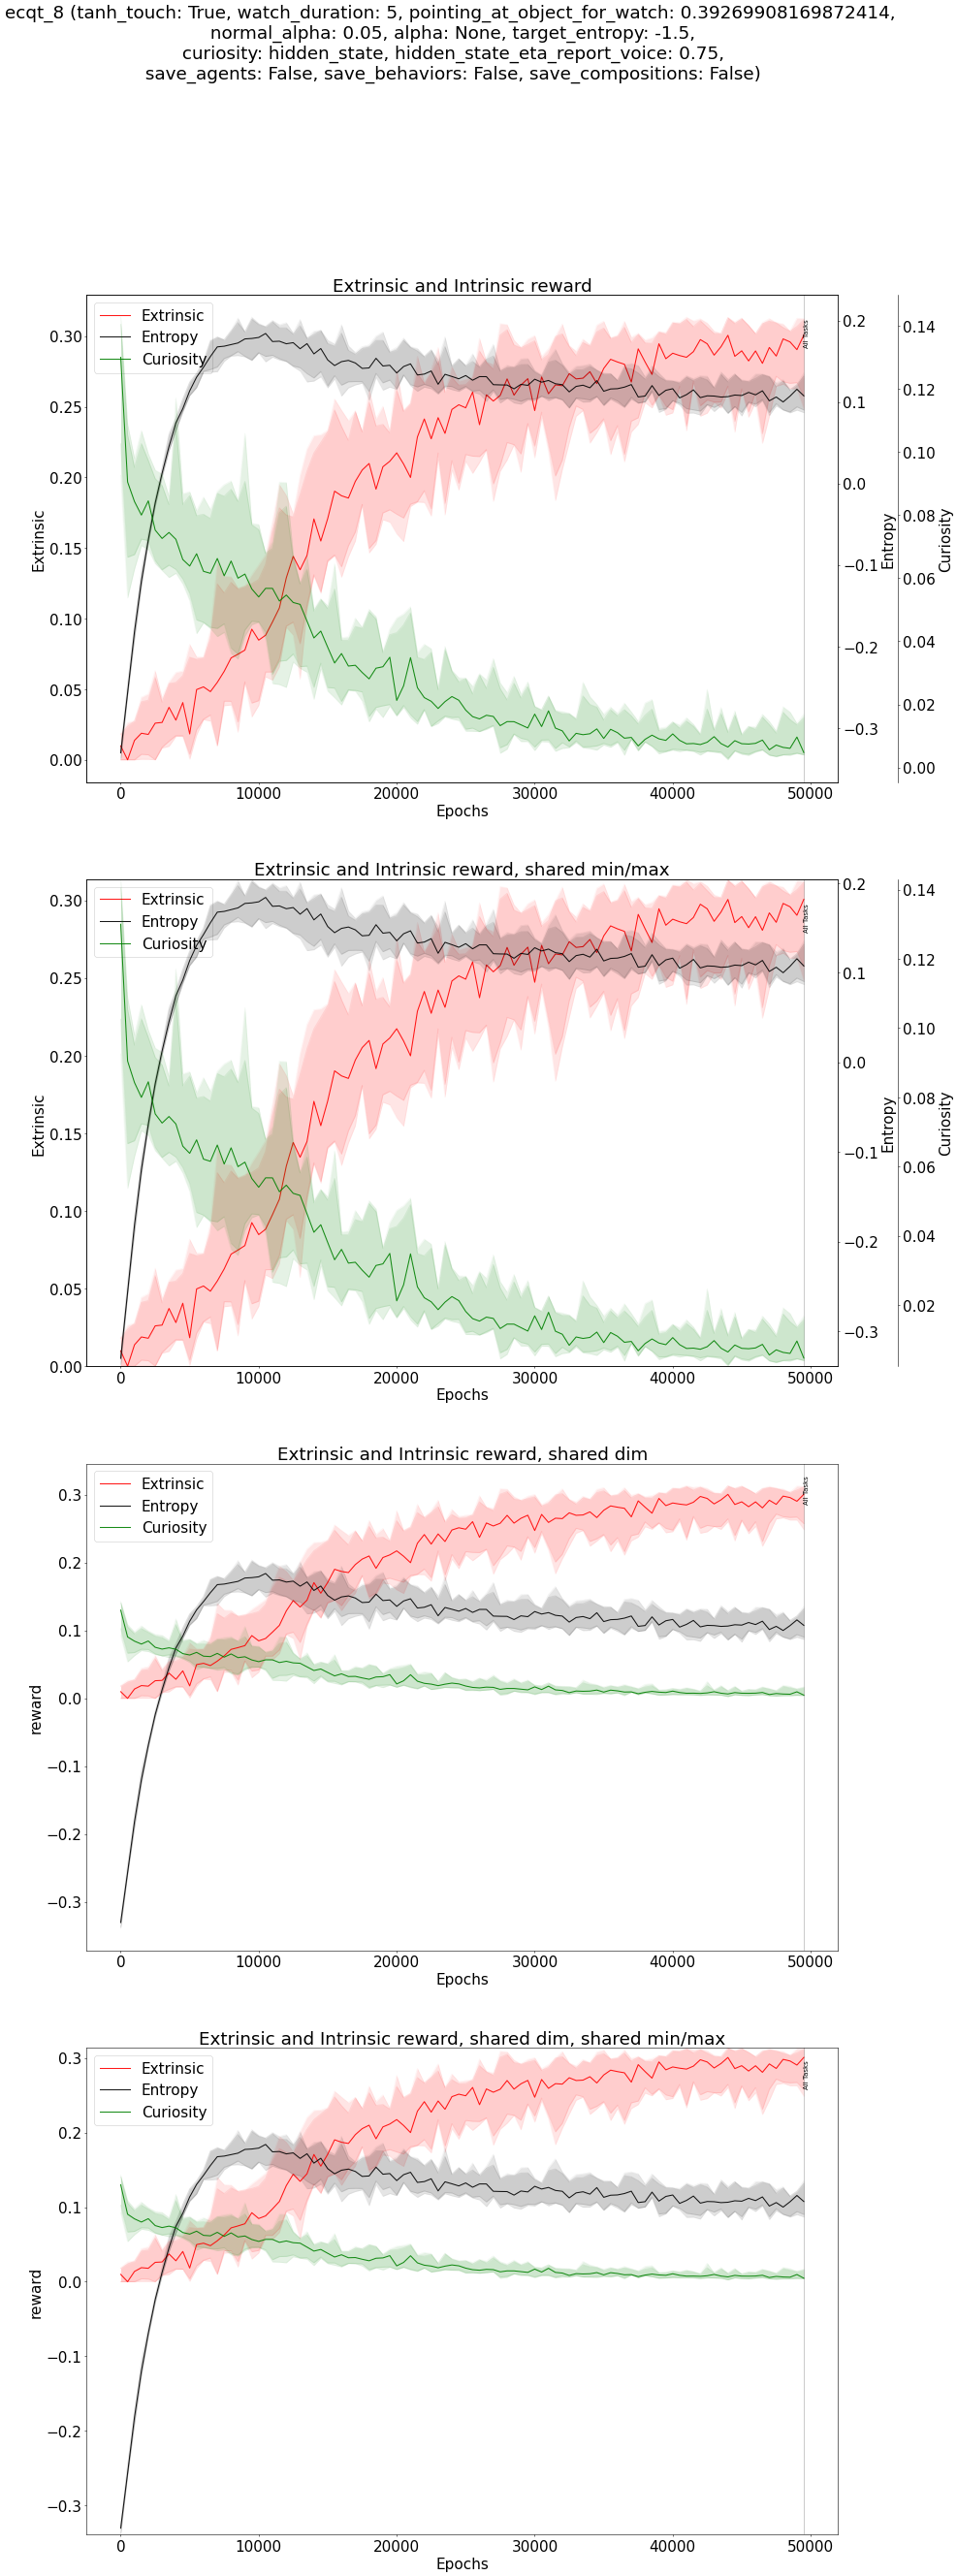 ecqt_8 (tanh_touch: True, watch_duration: 5, pointing_at_object_for_watch: 0.39269908169872414,
normal_alpha: 0.05, alpha: None, target_entropy: -1.5,
curiosity: hidden_state, hidden_state_eta_report_voice: 0.75,
save_agents: False, save_behaviors: False, save_compositions: False)
Extrinsic and Intrinsic reward
Extrinsic
Entropy
Curiosity
All Tasks
0.30
0.25
0.20
0.15
0.10
0.05
0.00
Extrinsic
0.2
0.1
0.0
−0.1
−0.2
−0.3
Entropy
0.14
0.12
0.10
0.08
0.06
0.04
0.02
0.00
Curiosity
0 10000 20000 30000 40000 50000
Epochs
Extrinsic and Intrinsic reward, shared min/max
Extrinsic
Entropy
Curiosity
All Tasks
0.30
0.25
0.20
0.15
0.10
0.05
0.00
Extrinsic
0.2
0.1
0.0
−0.1
−0.2
−0.3
Entropy
0.14
0.12
0.10
0.08
0.06
0.04
0.02
Curiosity
0 10000 20000 30000 40000 50000
Epochs
Extrinsic and Intrinsic reward, shared dim
Extrinsic
Entropy
Curiosity
All Tasks
0.3
0.2
0.1
0.0
−0.1
−0.2
−0.3
reward
0 10000 20000 30000 40000 50000
Epochs
Extrinsic and Intrinsic reward, shared dim, shared min/max
Extrinsic
Entropy
Curiosity
All Tasks
0.3
0.2
0.1
0.0
−0.1
−0.2
−0.3
reward
0 10000 20000 30000 40000 50000
Epochs